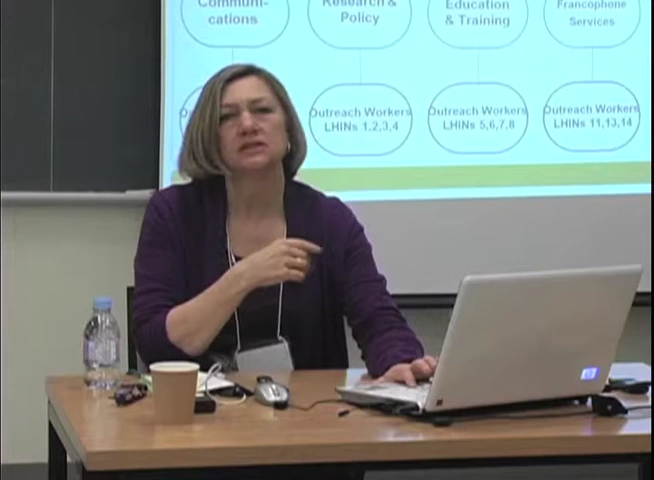 Communi-
cations
Research &
Policy
Education
& Training
Francophone
Services
Outreach Workers
LHINs 1.2,3,4
Outreach Workers
LHINs 5,6,7,8
Outreach Workers
LHINs 11,13,14
hp